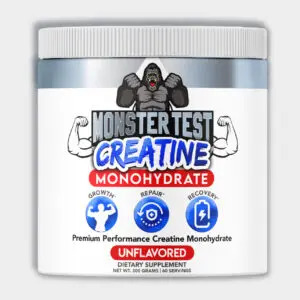 MONSTER TEST
CREATINE
MONOHYDRATE
GROWTH* REPAIR* RECOVERY*
Premium Performance Creatine Monohydrate
UNFLAVORED
DIETARY SUPPLEMENT
NET WT. 300 GRAMS | 60 SERVINGS